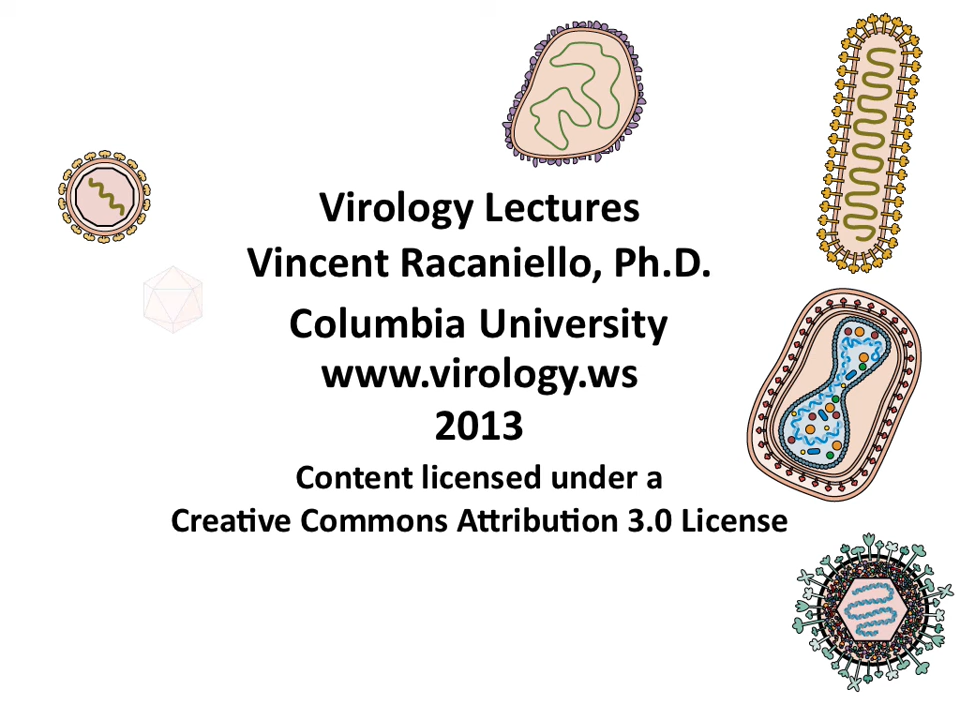 Virology Lectures
Vincent Racaniello, Ph.D.
Columbia University
www.virology.ws
2013
Content licensed under a
Creative Commons Attribution 3.0 License